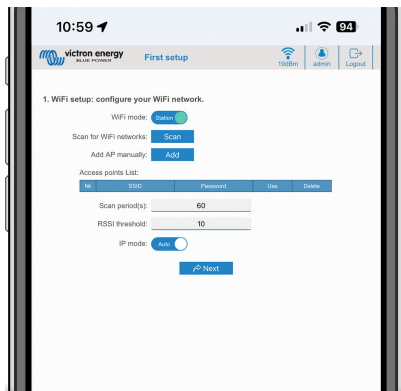 10:59
94
victron energy
BLUE POWER
First setup
19dBm
admin
Logout
1. WiFi setup: configure your WiFi network.
WiFi mode: Station
Scan for WiFi networks: Scan
Add AP manually: Add
Access points List:
№ SSID Password Use Delete
Scan period(s): 60
RSSI threshold: 10
IP mode: Auto
Next